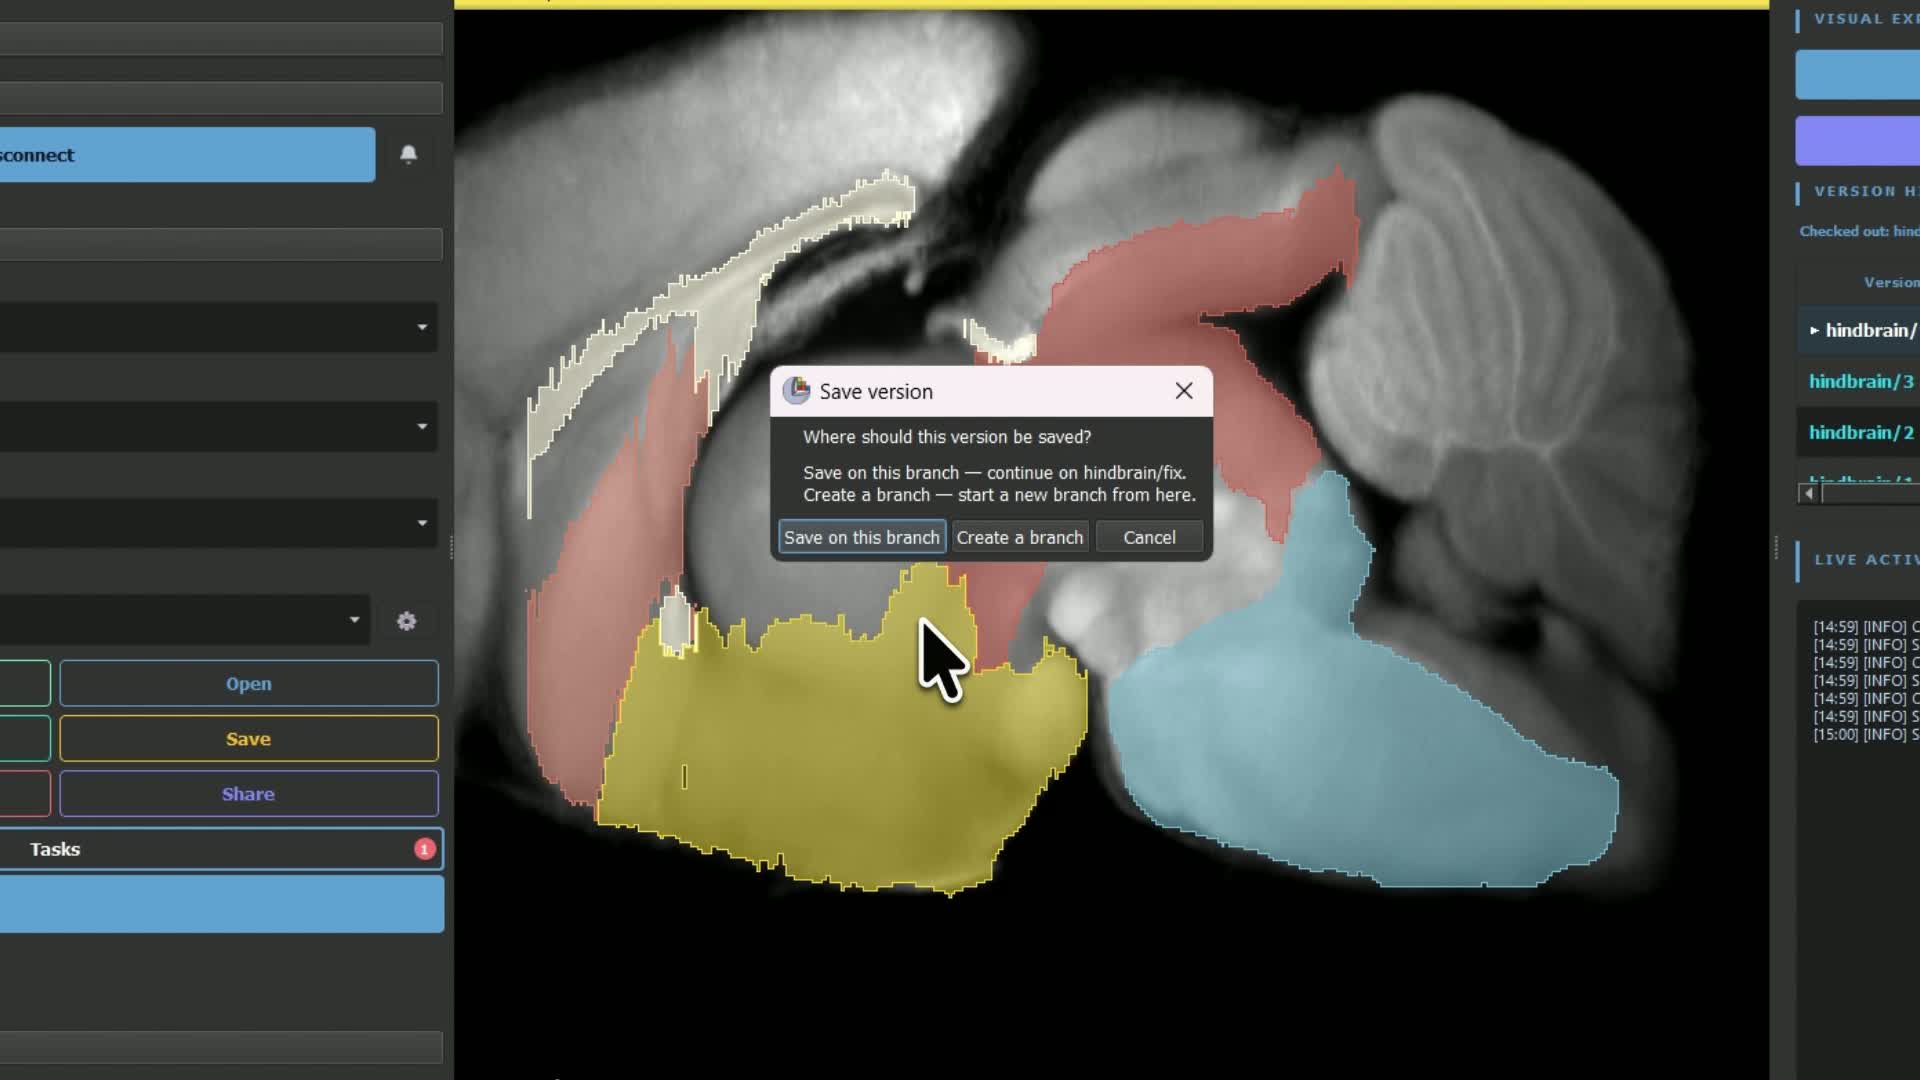 sconnect
Open
Save
Share
Tasks
1
Save version
Where should this version be saved?
Save on this branch — continue on hindbrain/fix.
Create a branch — start a new branch from here.
Save on this branch
Create a branch
Cancel
VISUAL EXP
VERSION HI
Checked out: hind
Version
hindbrain/
hindbrain/3
hindbrain/2
LIVE ACTIV
[14:59] [INFO] C
[14:59] [INFO] S
[14:59] [INFO] C
[14:59] [INFO] S
[14:59] [INFO] C
[14:59] [INFO] S
[15:00] [INFO] S